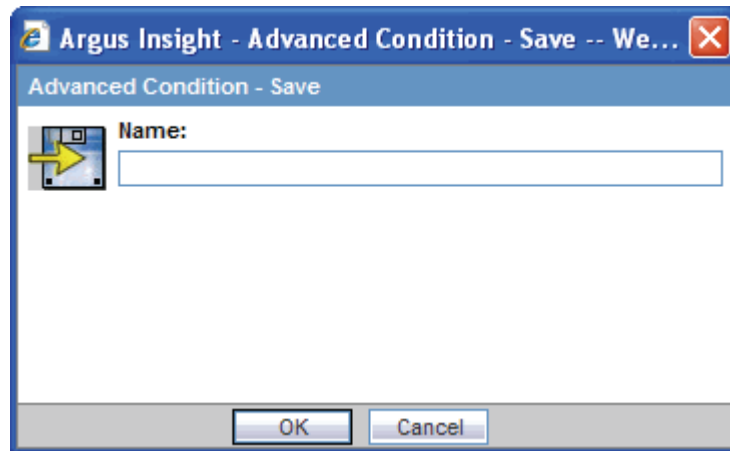 Argus Insight - Advanced Condition - Save -- We...
Advanced Condition - Save
Name:
OK
Cancel